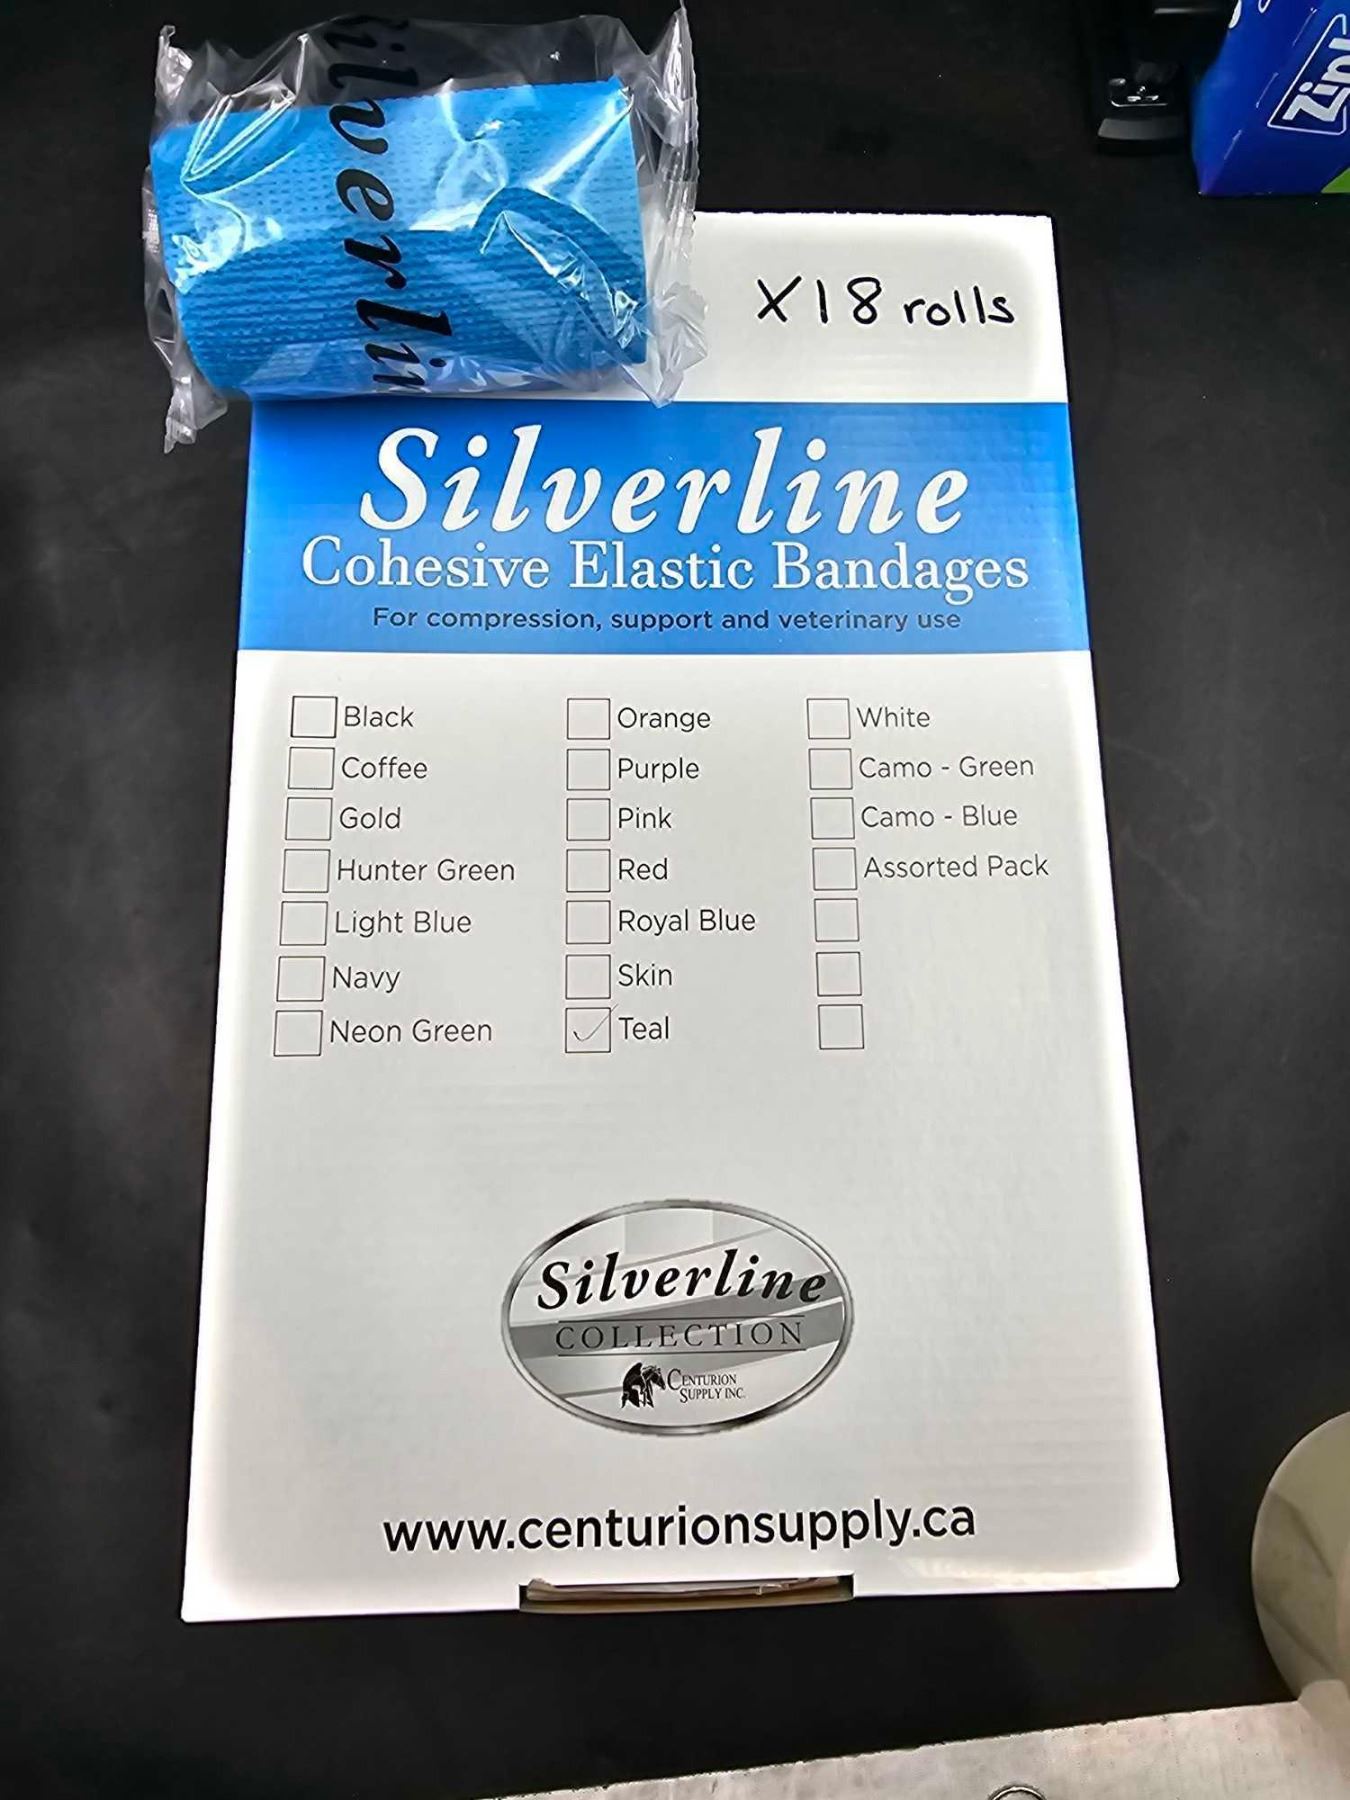 Silverlin
Zipl
X18 rolls
Silverline
Cohesive Elastic Bandages
For compression, support and veterinary use
Black
Coffee
Gold
Hunter Green
Light Blue
Navy
Neon Green
Orange
Purple
Pink
Red
Royal Blue
Skin
Teal
White
Camo - Green
Camo - Blue
Assorted Pack
Silverline
COLLECTION
CENTURION
SUPPLY INC.
www.centurionsupply.ca